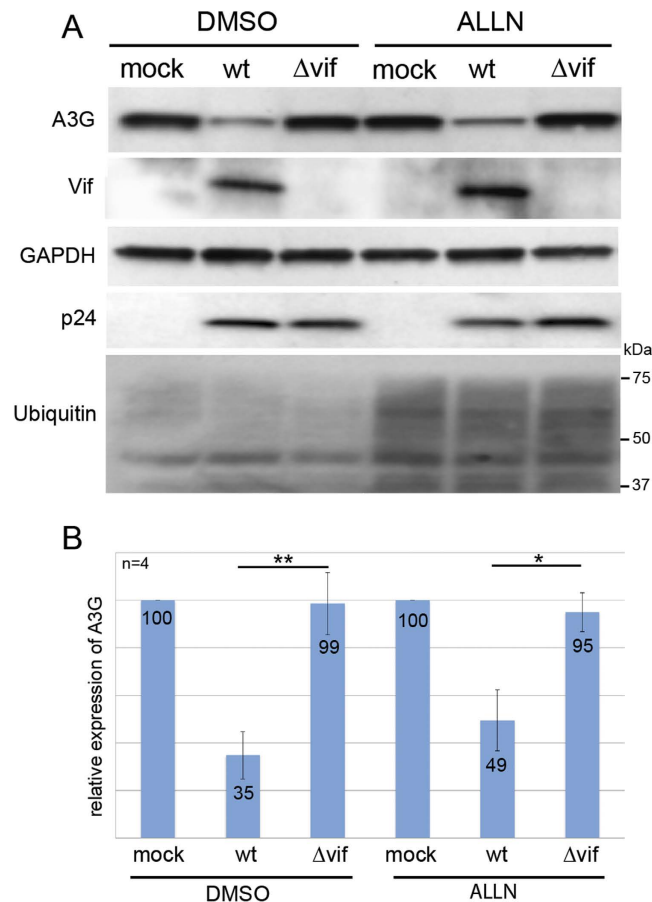 A
DMSO ALLN
mock wt Δvif mock wt Δvif
A3G
Vif
GAPDH
p24
kDa
75
Ubiquitin
50
37
B
n=4
** *
relative expression of A3G
100 35 99 100 49 95
mock wt Δvif mock wt Δvif
DMSO ALLN